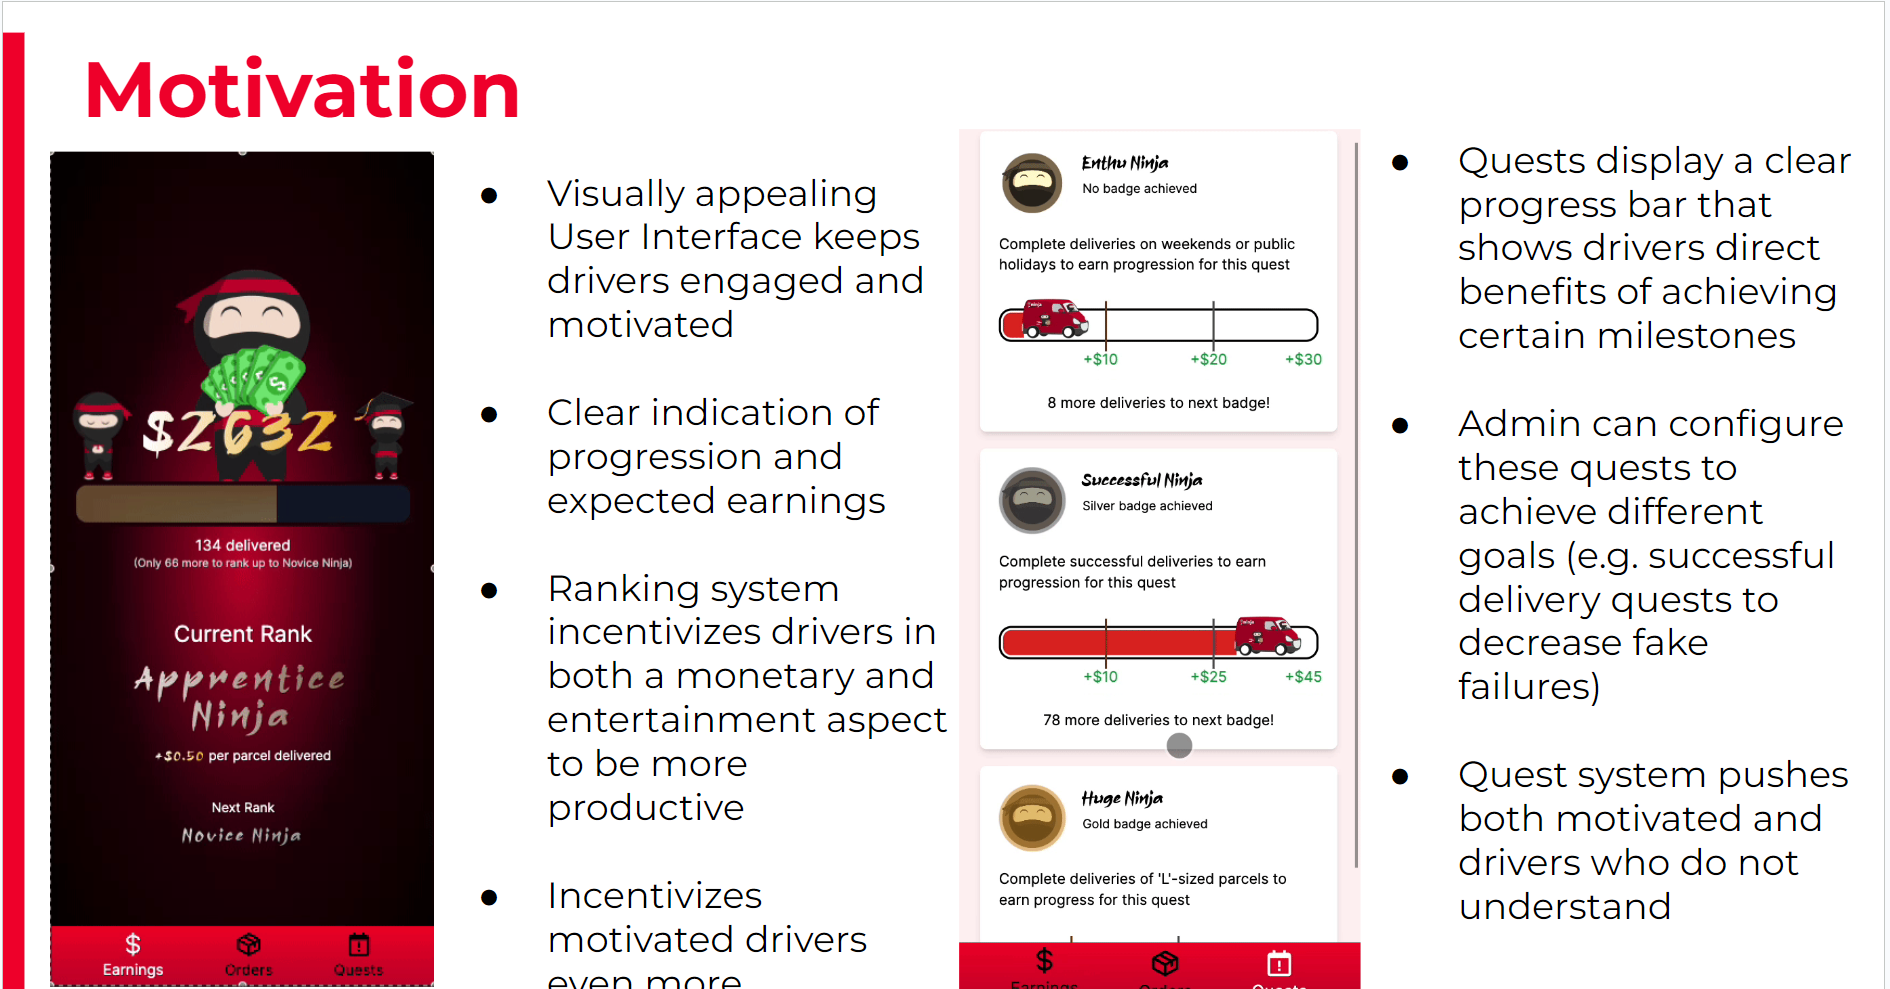 Motivation
$2632
134 delivered
(Only 66 more to rank up to Novice Ninja)
Current Rank
Apprentice
Ninja
+$0.50 per parcel delivered
Next Rank
Novice Ninja
Earnings
Orders
Quests
● Visually appealing
User Interface keeps
drivers engaged and
motivated
● Clear indication of
progression and
expected earnings
● Ranking system
incentivizes drivers in
both a monetary and
entertainment aspect
to be more
productive
● Incentivizes
motivated drivers
even more
Enthu Ninja
No badge achieved
Complete deliveries on weekends or public
holidays to earn progression for this quest
+$10 +$20 +$30
8 more deliveries to next badge!
Successful Ninja
Silver badge achieved
Complete successful deliveries to earn
progression for this quest
+$10 +$25 +$45
78 more deliveries to next badge!
Huge Ninja
Gold badge achieved
Complete deliveries of 'L'-sized parcels to
earn progress for this quest
Earnings
Orders
Quests
● Quests display a clear
progress bar that
shows drivers direct
benefits of achieving
certain milestones
● Admin can configure
these quests to
achieve different
goals (e.g. successful
delivery quests to
decrease fake
failures)
● Quest system pushes
both motivated and
drivers who do not
understand